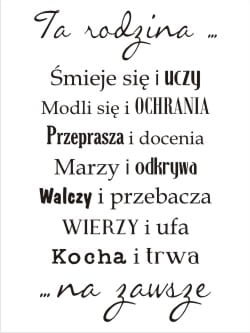 Ta rodzina ...
Śmieje się i uczy
Modli się i OCHRANIA
Przeprasza i docenia
Marzy i odkrywa
Walczy i przebacza
WIERZY i ufa
Kocha i trwa
...na zawsze